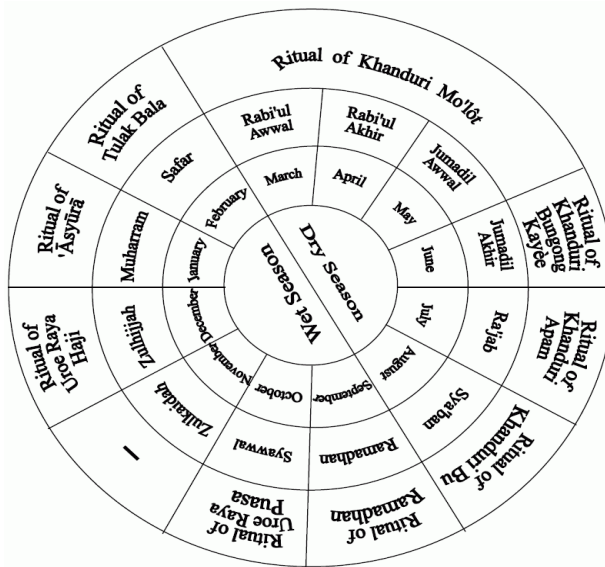 Ritual of Khanduri Mo'lôt
Ritual of
Khanduri
Bungong
Kayèe
Ritual of
Khanduri
Apam
Ritual of
Khanduri Bu
Ritual of
Ramadhan
Ritual of
Uroe Raya
Puasa
–
Ritual of
Uroe Raya
Haji
Ritual of
'Āsyūrā
Ritual of
Tulak Bala
Rabi'ul
Awwal
Rabi'ul
Akhir
Jumadil
Awwal
Jumadil
Akhir
Ra'jab
Sya'ban
Ramadhan
Syawwal
Zulkaidah
Zulhijjah
Muharram
Safar
March
April
May
June
July
August
September
October
November
December
January
February
Dry Season
Wet Season